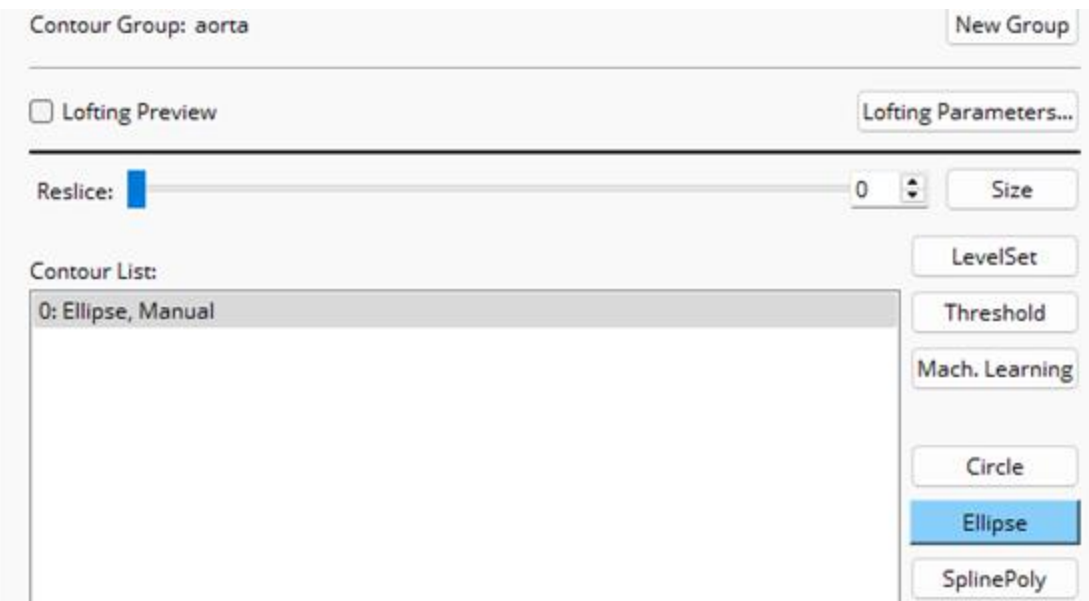 Contour Group: aorta New Group
Lofting Preview Lofting Parameters...
Reslice: 0 Size
LevelSet
Contour List:
0: Ellipse, Manual Threshold
Mach. Learning
Circle
Ellipse
SplinePoly